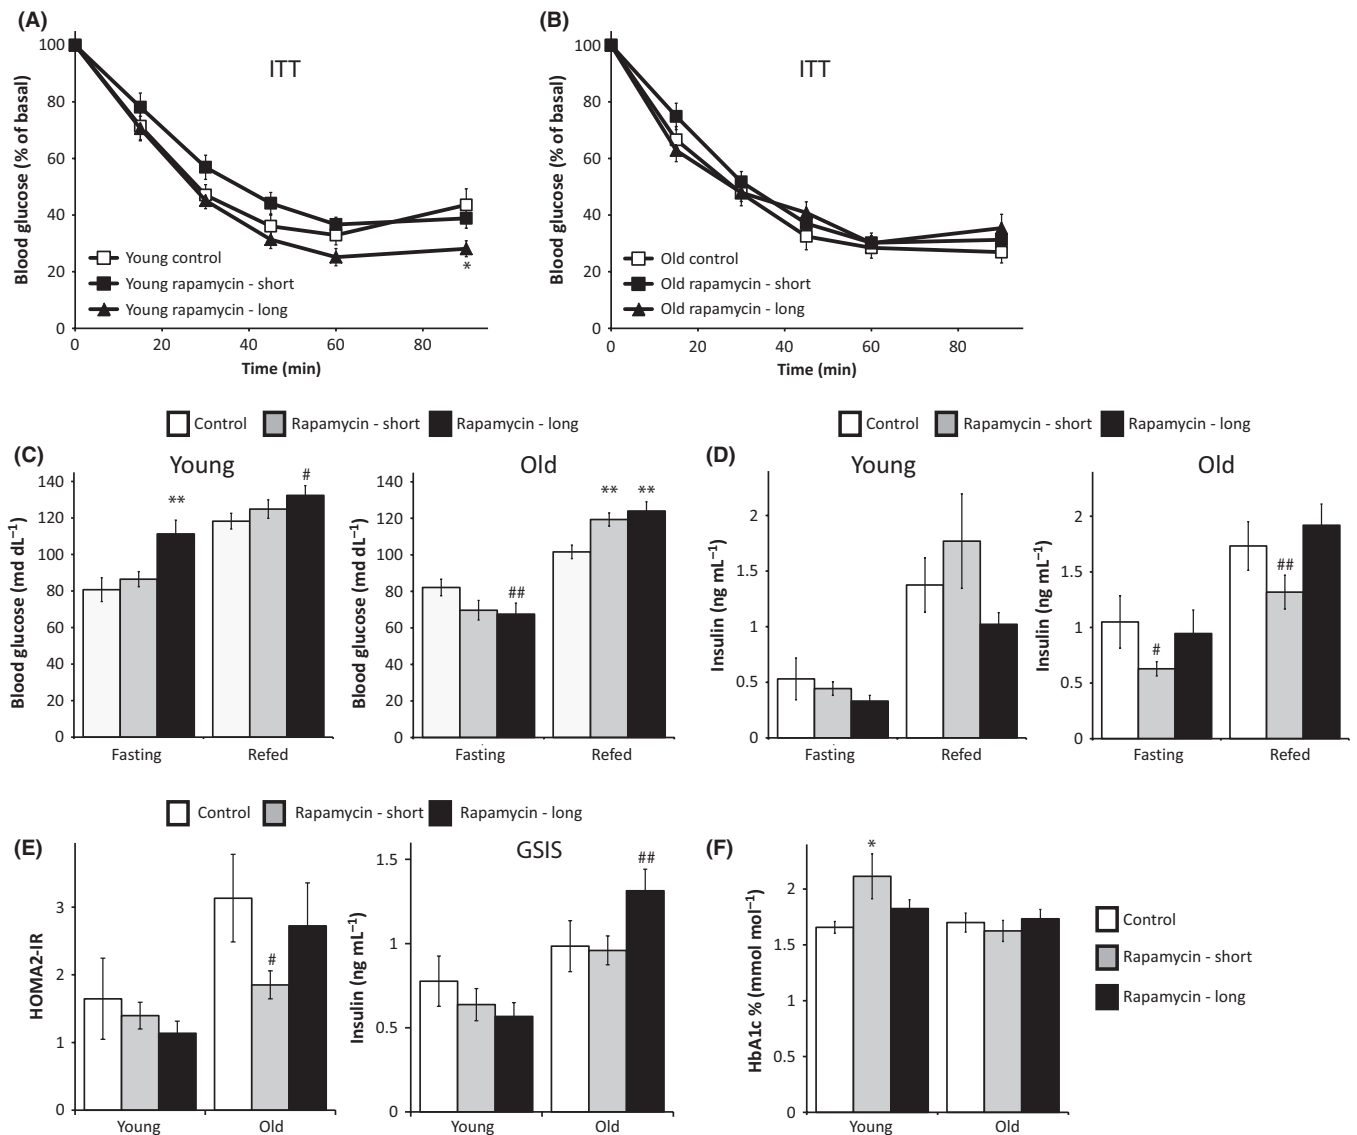 (A)
ITT
Blood glucose (% of basal)
100
80
60
40
20
0
Young control
Young rapamycin - short
Young rapamycin - long
*
0 20 40 60 80
Time (min)
(B)
ITT
Blood glucose (% of basal)
100
80
60
40
20
0
Old control
Old rapamycin - short
Old rapamycin - long
0 20 40 60 80
Time (min)
Control Rapamycin - short Rapamycin - long
(C)
Young
Blood glucose (md dL⁻¹)
140
120
100
80
60
40
20
0
**
#
Fasting Refed
Old
Blood glucose (md dL⁻¹)
140
120
100
80
60
40
20
0
##
** **
Fasting Refed
Control Rapamycin - short Rapamycin - long
(D)
Young
Insulin (ng mL⁻¹)
2
1.5
1
0.5
0
Fasting Refed
Old
Insulin (ng mL⁻¹)
2
1.5
1
0.5
0
#
##
Fasting Refed
Control Rapamycin - short Rapamycin - long
(E)
HOMA2-IR
3
2
1
0
#
Young Old
GSIS
Insulin (ng mL⁻¹)
1.5
1
0.5
0
##
Young Old
(F)
HbA1c % (mmol mol⁻¹)
2
1.5
1
0.5
0
*
Young Old
Control
Rapamycin - short
Rapamycin - long